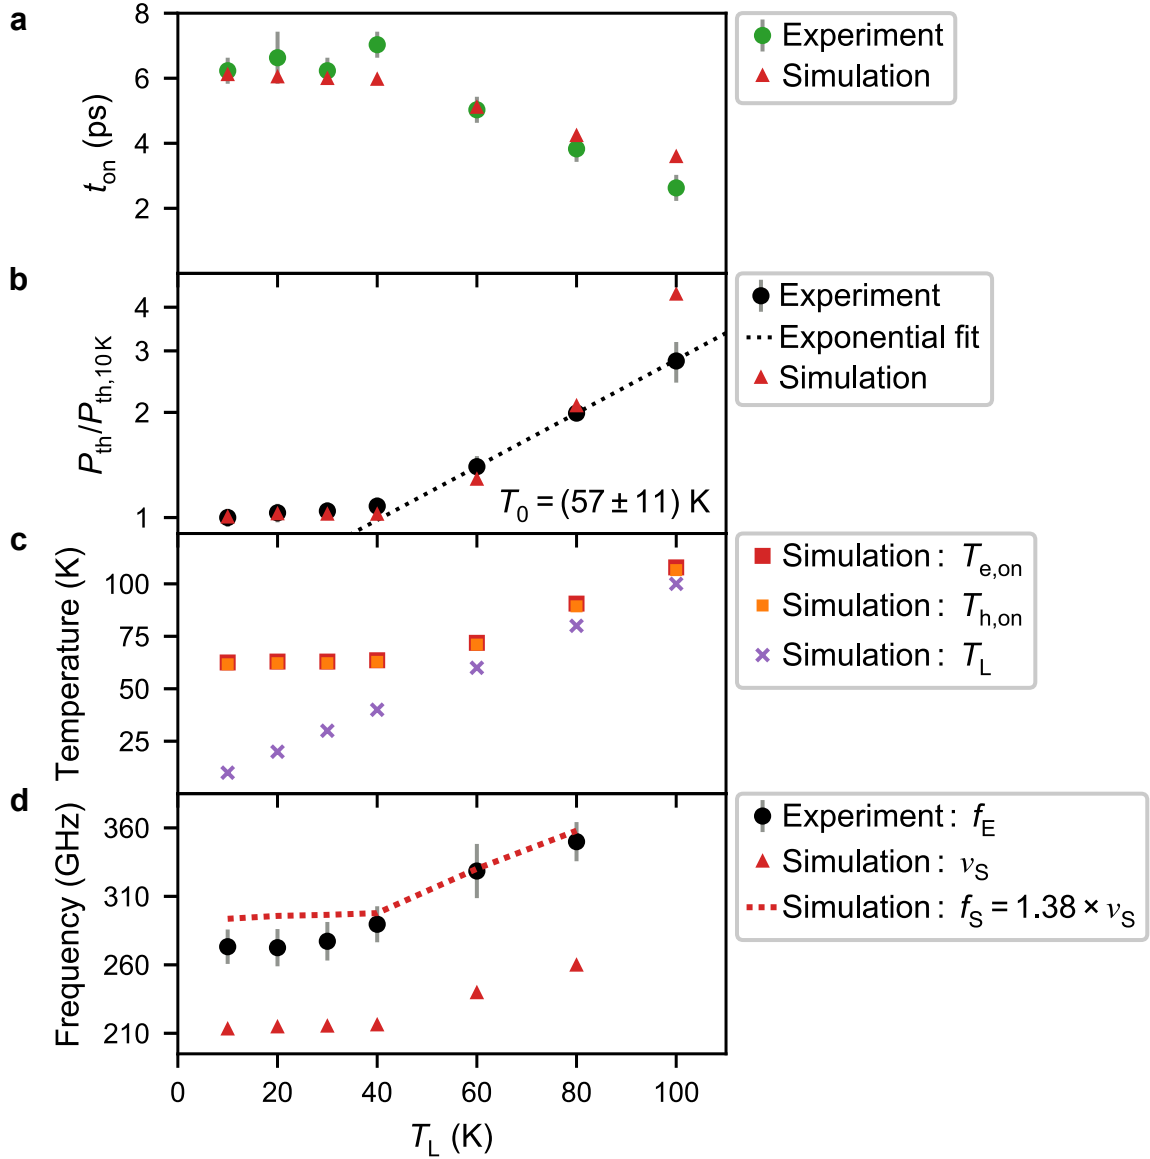 a
8
6
4
2
t_on (ps)
Experiment
Simulation
b
4
3
2
1
P_th/P_th,10 K
T_0 = (57 ± 11) K
Experiment
Exponential fit
Simulation
c
100
75
50
25
Temperature (K)
Simulation : T_e,on
Simulation : T_h,on
Simulation : T_L
d
360
310
260
210
Frequency (GHz)
Experiment : f_E
Simulation : ν_S
Simulation : f_S = 1.38 × ν_S
0 20 40 60 80 100
T_L (K)